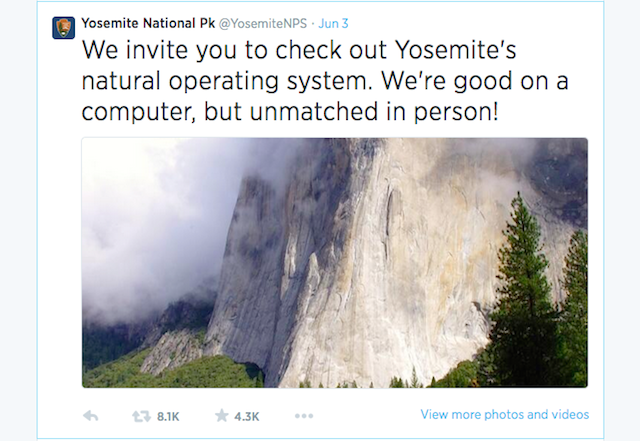 Yosemite National Pk @YosemiteNPS · Jun 3
We invite you to check out Yosemite's
natural operating system. We're good on a
computer, but unmatched in person!
8.1K 4.3K View more photos and videos